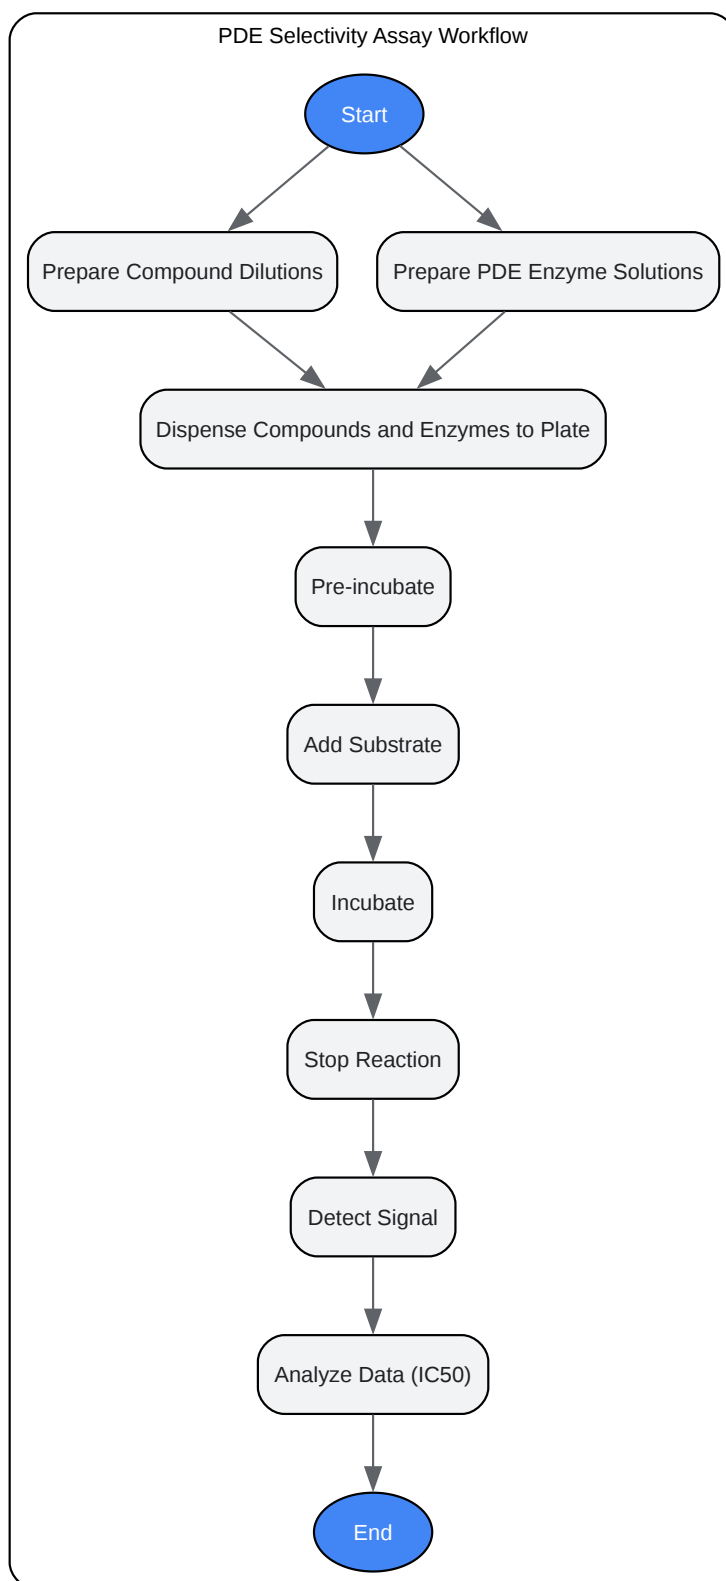 PDE Selectivity Assay Workflow
Start
Prepare Compound Dilutions
Prepare PDE Enzyme Solutions
Dispense Compounds and Enzymes to Plate
Pre-incubate
Add Substrate
Incubate
Stop Reaction
Detect Signal
Analyze Data (IC50)
End